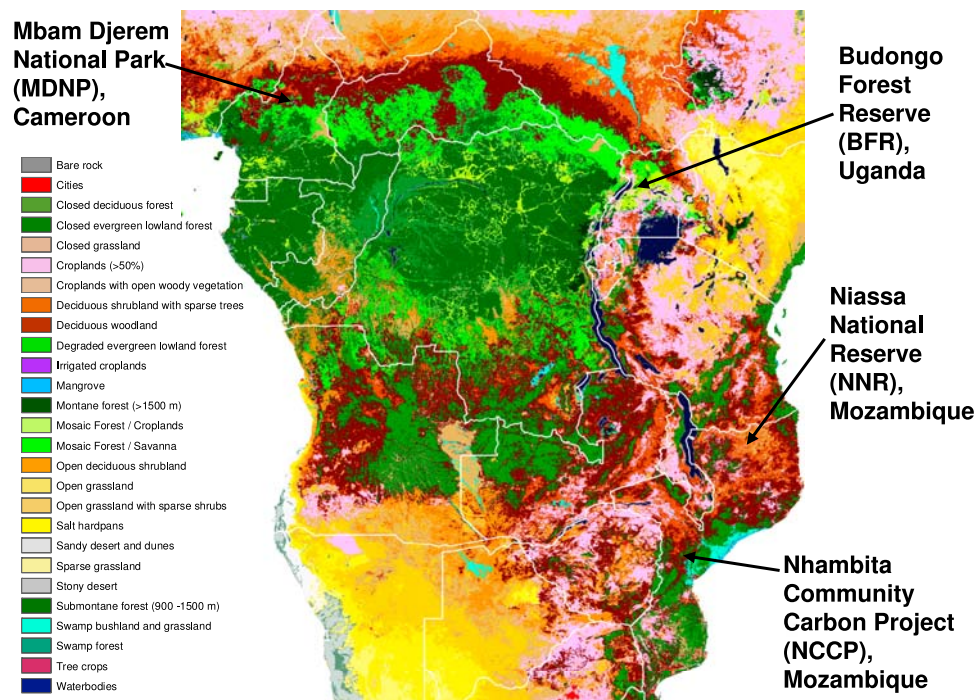 Mbam Djerem
National Park
(MDNP),
Cameroon
Budongo
Forest
Reserve
(BFR),
Uganda
Bare rock
Cities
Closed deciduous forest
Closed evergreen lowland forest
Closed grassland
Croplands (>50%)
Croplands with open woody vegetation
Deciduous shrubland with sparse trees
Deciduous woodland
Degraded evergreen lowland forest
Irrigated croplands
Mangrove
Montane forest (>1500 m)
Mosaic Forest / Croplands
Mosaic Forest / Savanna
Open deciduous shrubland
Open grassland
Open grassland with sparse shrubs
Salt hardpans
Sandy desert and dunes
Sparse grassland
Stony desert
Submontane forest (900 -1500 m)
Swamp bushland and grassland
Swamp forest
Tree crops
Waterbodies
Niassa
National
Reserve
(NNR),
Mozambique
Nhambita
Community
Carbon Project
(NCCP),
Mozambique